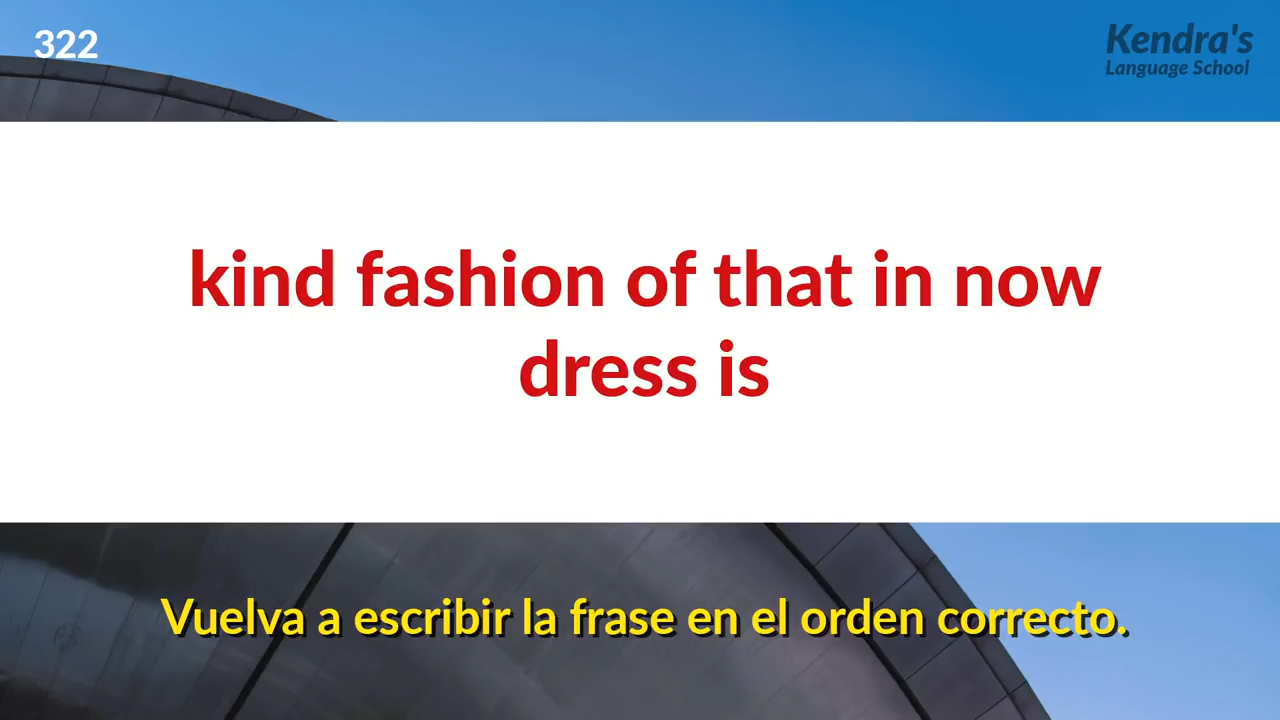 322
Kendra's
Language School
kind fashion of that in now
dress is
Vuelva a escribir la frase en el orden correcto.